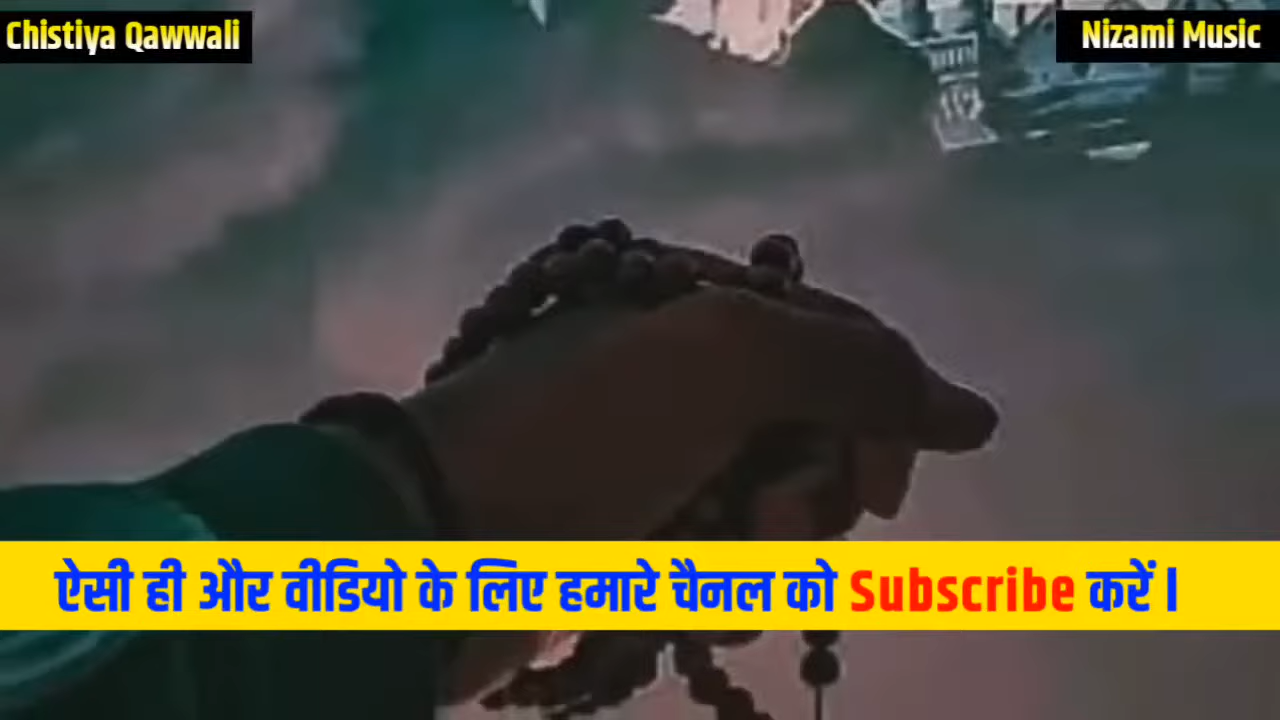 Chistiya Qawwali
Nizami Music
ऐसी ही और वीडियो के लिए हमारे चैनल को Subscribe करें।